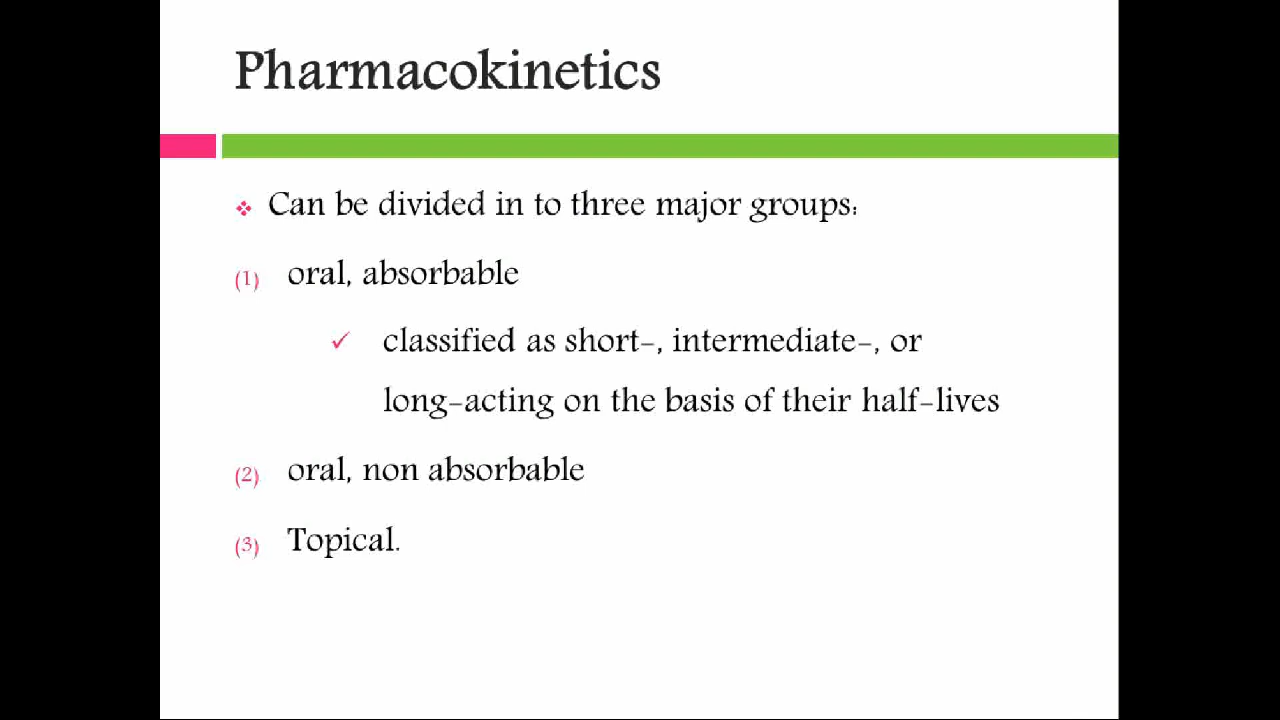 Pharmacokinetics
❖ Can be divided in to three major groups:
(1) oral, absorbable
✓ classified as short-, intermediate-, or
long-acting on the basis of their half-lives
(2) oral, non absorbable
(3) Topical.